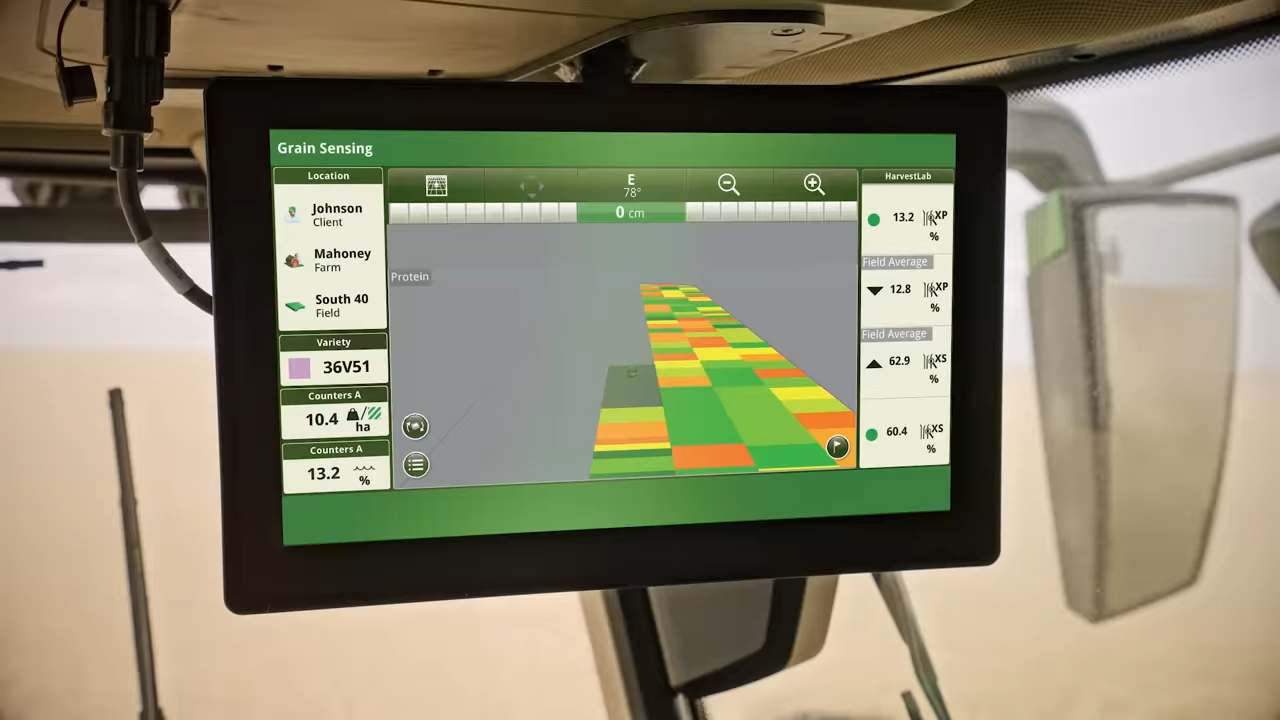 Grain Sensing
Location
Johnson
Client
Mahoney
Farm
South 40
Field
Variety
36V51
Counters A
10.4 / ha
Counters A
13.2 %
E
78°
0 cm
Protein
HarvestLab
13.2 XP
%
Field Average
12.8 XP
%
Field Average
62.9 XS
%
60.4 XS
%